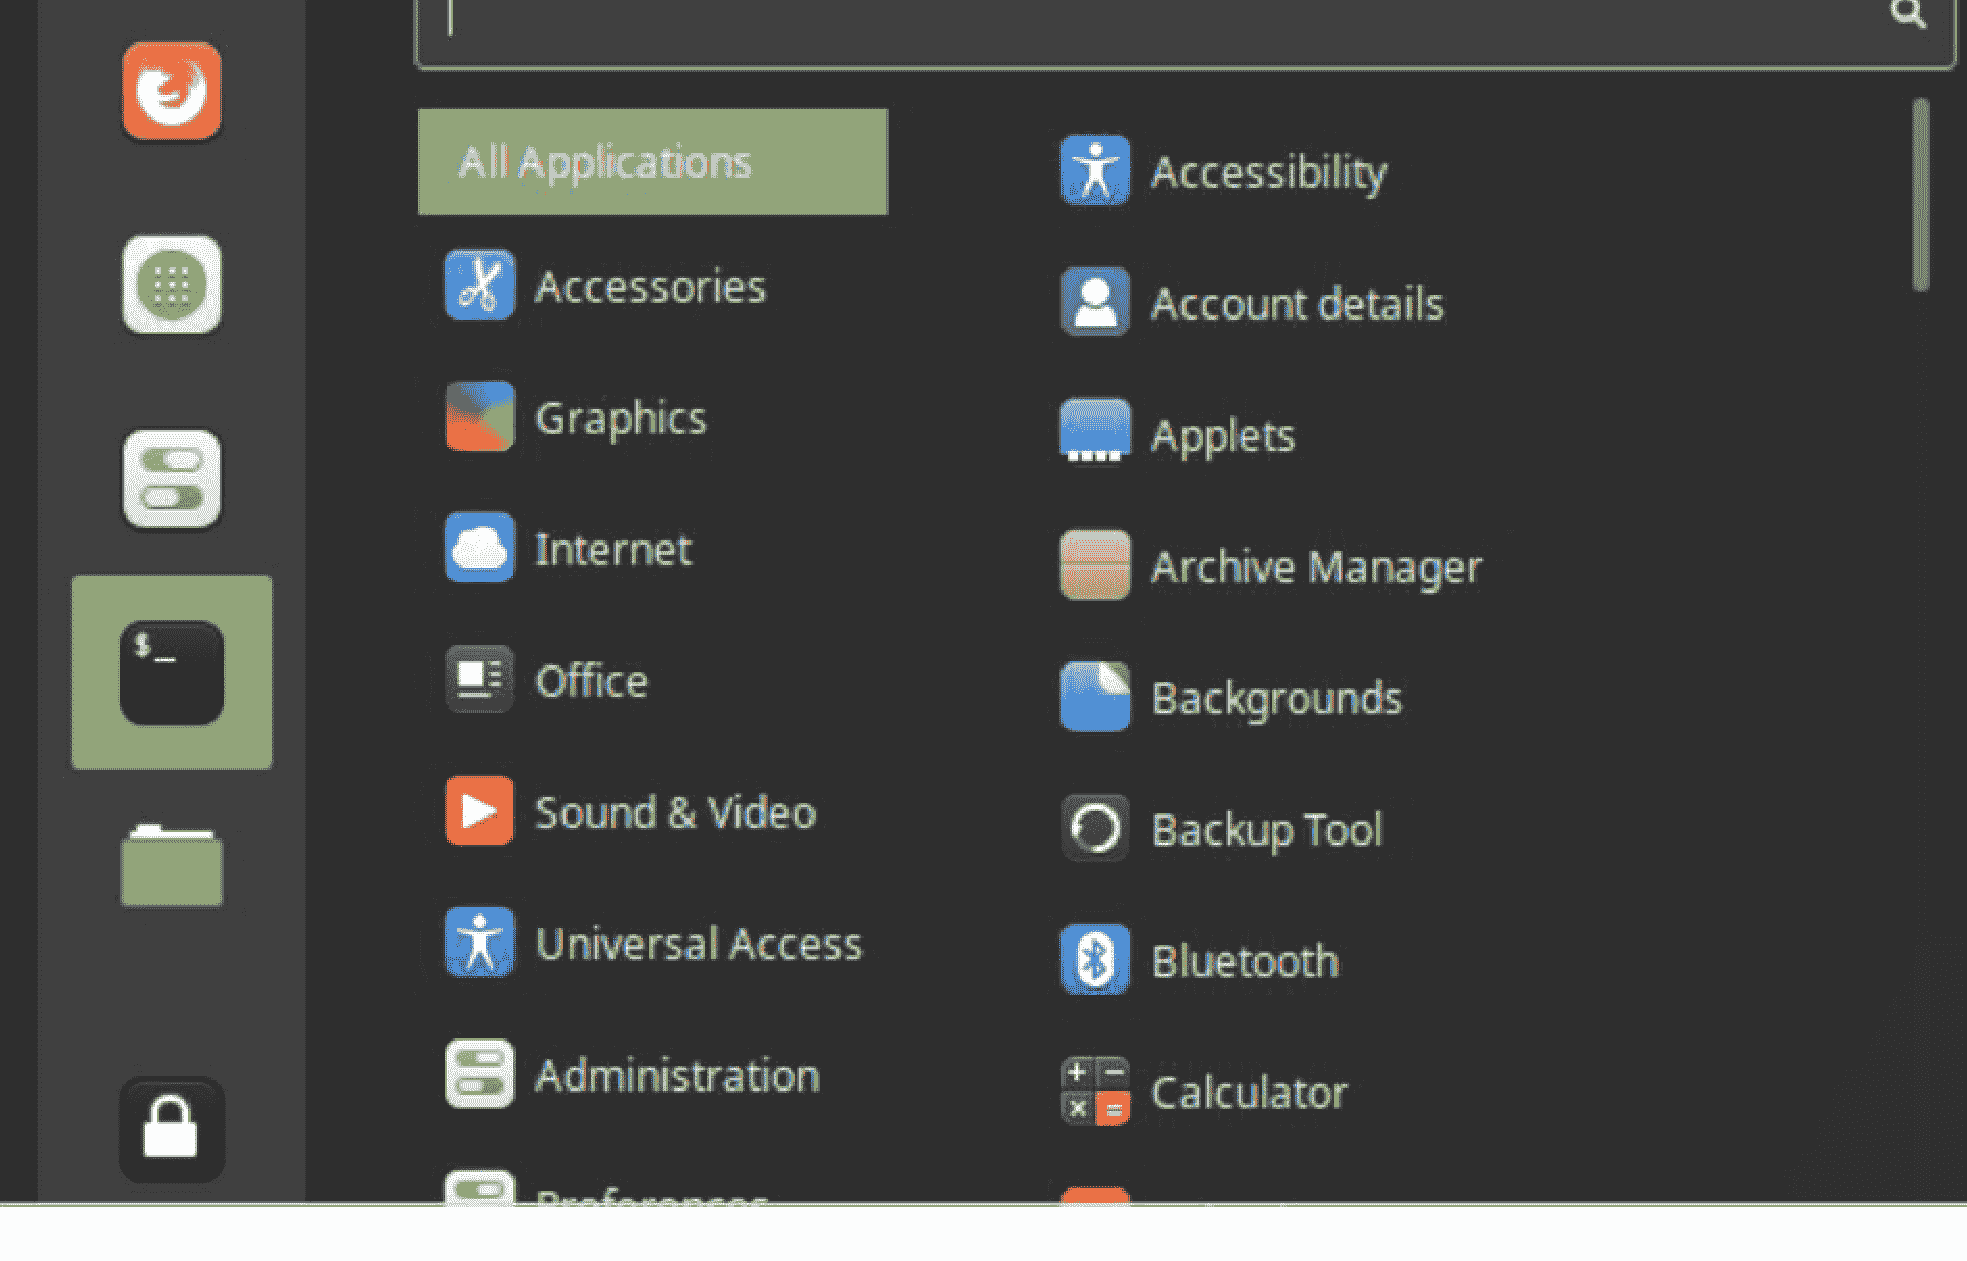 All Applications
Accessories
Graphics
Internet
$_
Office
Sound & Video
Universal Access
Administration
Preferences
Accessibility
Account details
Applets
Archive Manager
Backgrounds
Backup Tool
Bluetooth
Calculator